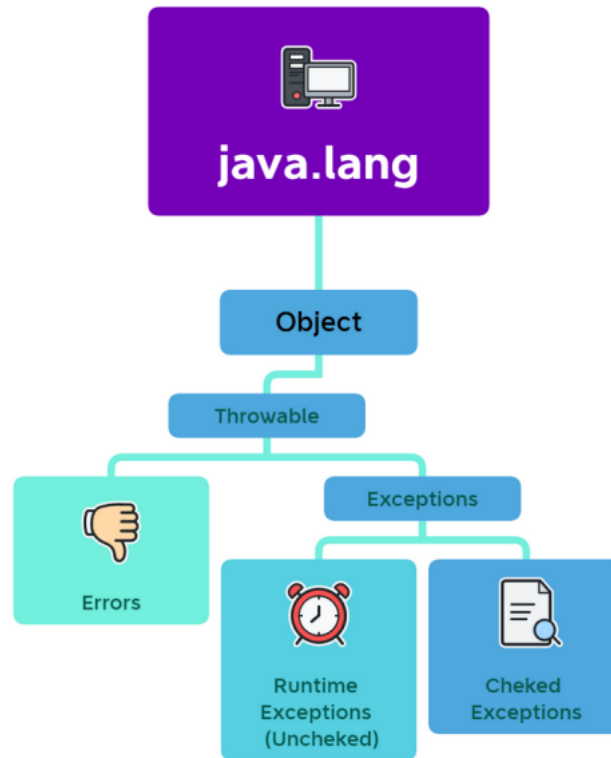 java.lang
Object
Throwable
Exceptions
Errors
Runtime
Exceptions
(Uncheked)
Cheked
Exceptions